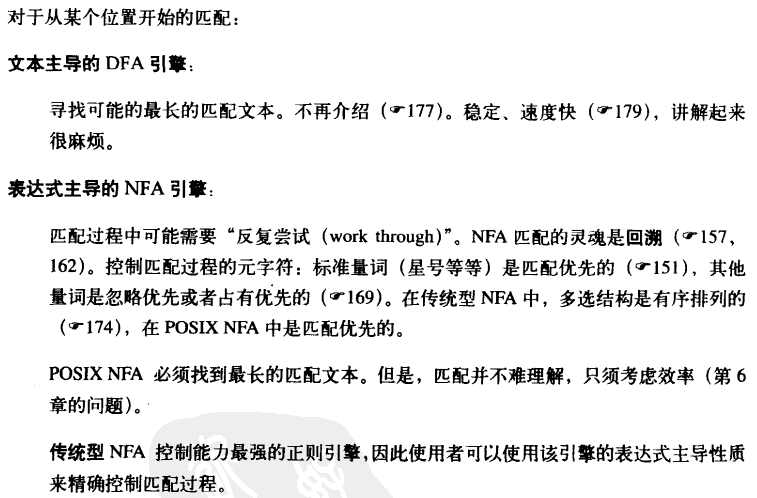 对于从某个位置开始的匹配：
文本主导的 DFA 引擎：
寻找可能的最长的匹配文本。不再介绍（☞177）。稳定、速度快（☞179），讲解起来
很麻烦。
表达式主导的 NFA 引擎：
匹配过程中可能需要“反复尝试（work through）”。NFA 匹配的灵魂是回溯（☞157，
162）。控制匹配过程的元字符：标准量词（星号等等）是匹配优先的（☞151），其他
量词是忽略优先或者占有优先的（☞169）。在传统型 NFA 中，多选结构是有序排列的
（☞174），在 POSIX NFA 中是匹配优先的。
POSIX NFA 必须找到最长的匹配文本。但是，匹配并不难理解，只须考虑效率（第 6
章的问题）。
传统型 NFA 控制能力最强的正则引擎，因此使用者可以使用该引擎的表达式主导性质
来精确控制匹配过程。